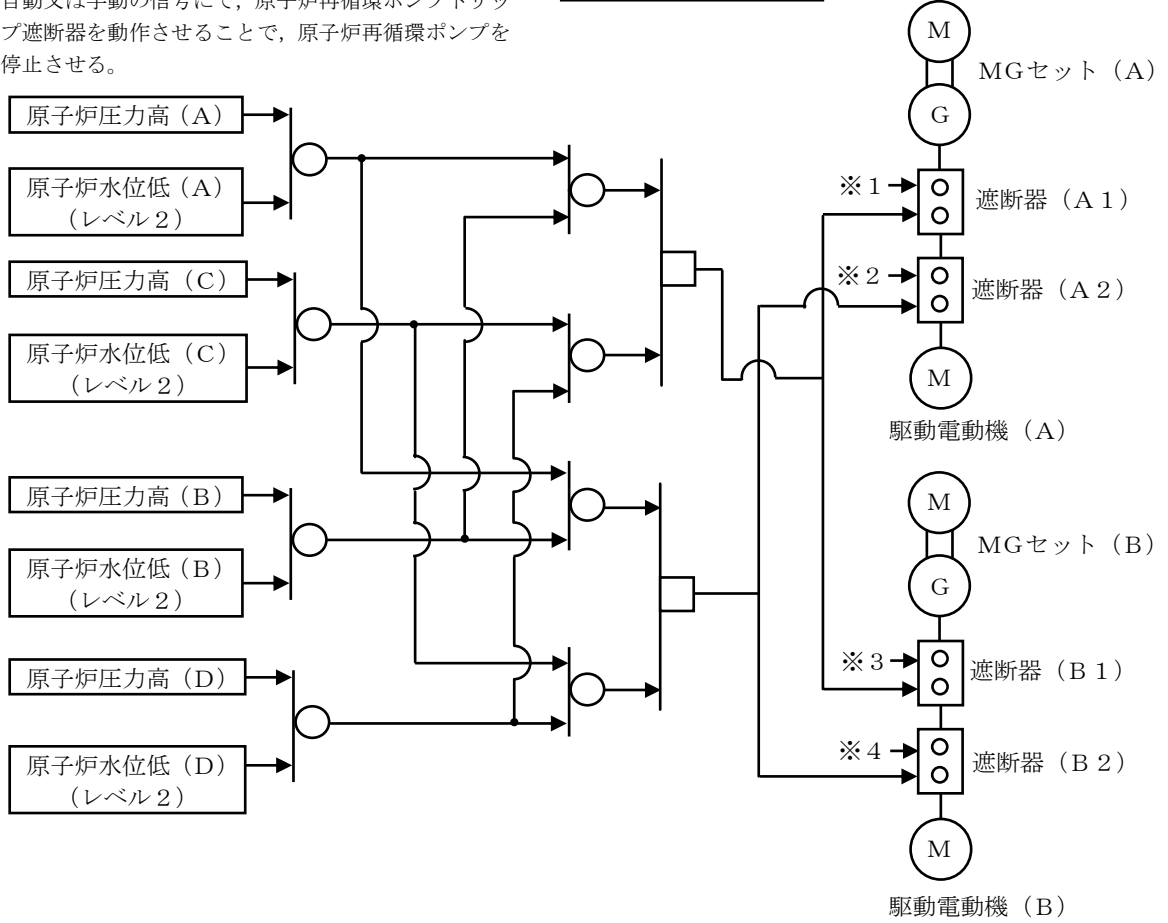 自動又は手動の信号にて，原子炉再循環ポンプトリッ
プ遮断器を動作させることで，原子炉再循環ポンプを
停止させる。
原子炉圧力高（A）
原子炉水位低（A）
（レベル２）
原子炉圧力高（C）
原子炉水位低（C）
（レベル２）
原子炉圧力高（B）
原子炉水位低（B）
（レベル２）
原子炉圧力高（D）
原子炉水位低（D）
（レベル２）
M
MGセット（A）
G
※１
遮断器（A１）
※２
遮断器（A２）
M
駆動電動機（A）
M
MGセット（B）
G
※３
遮断器（B１）
※４
遮断器（B２）
M
駆動電動機（B）